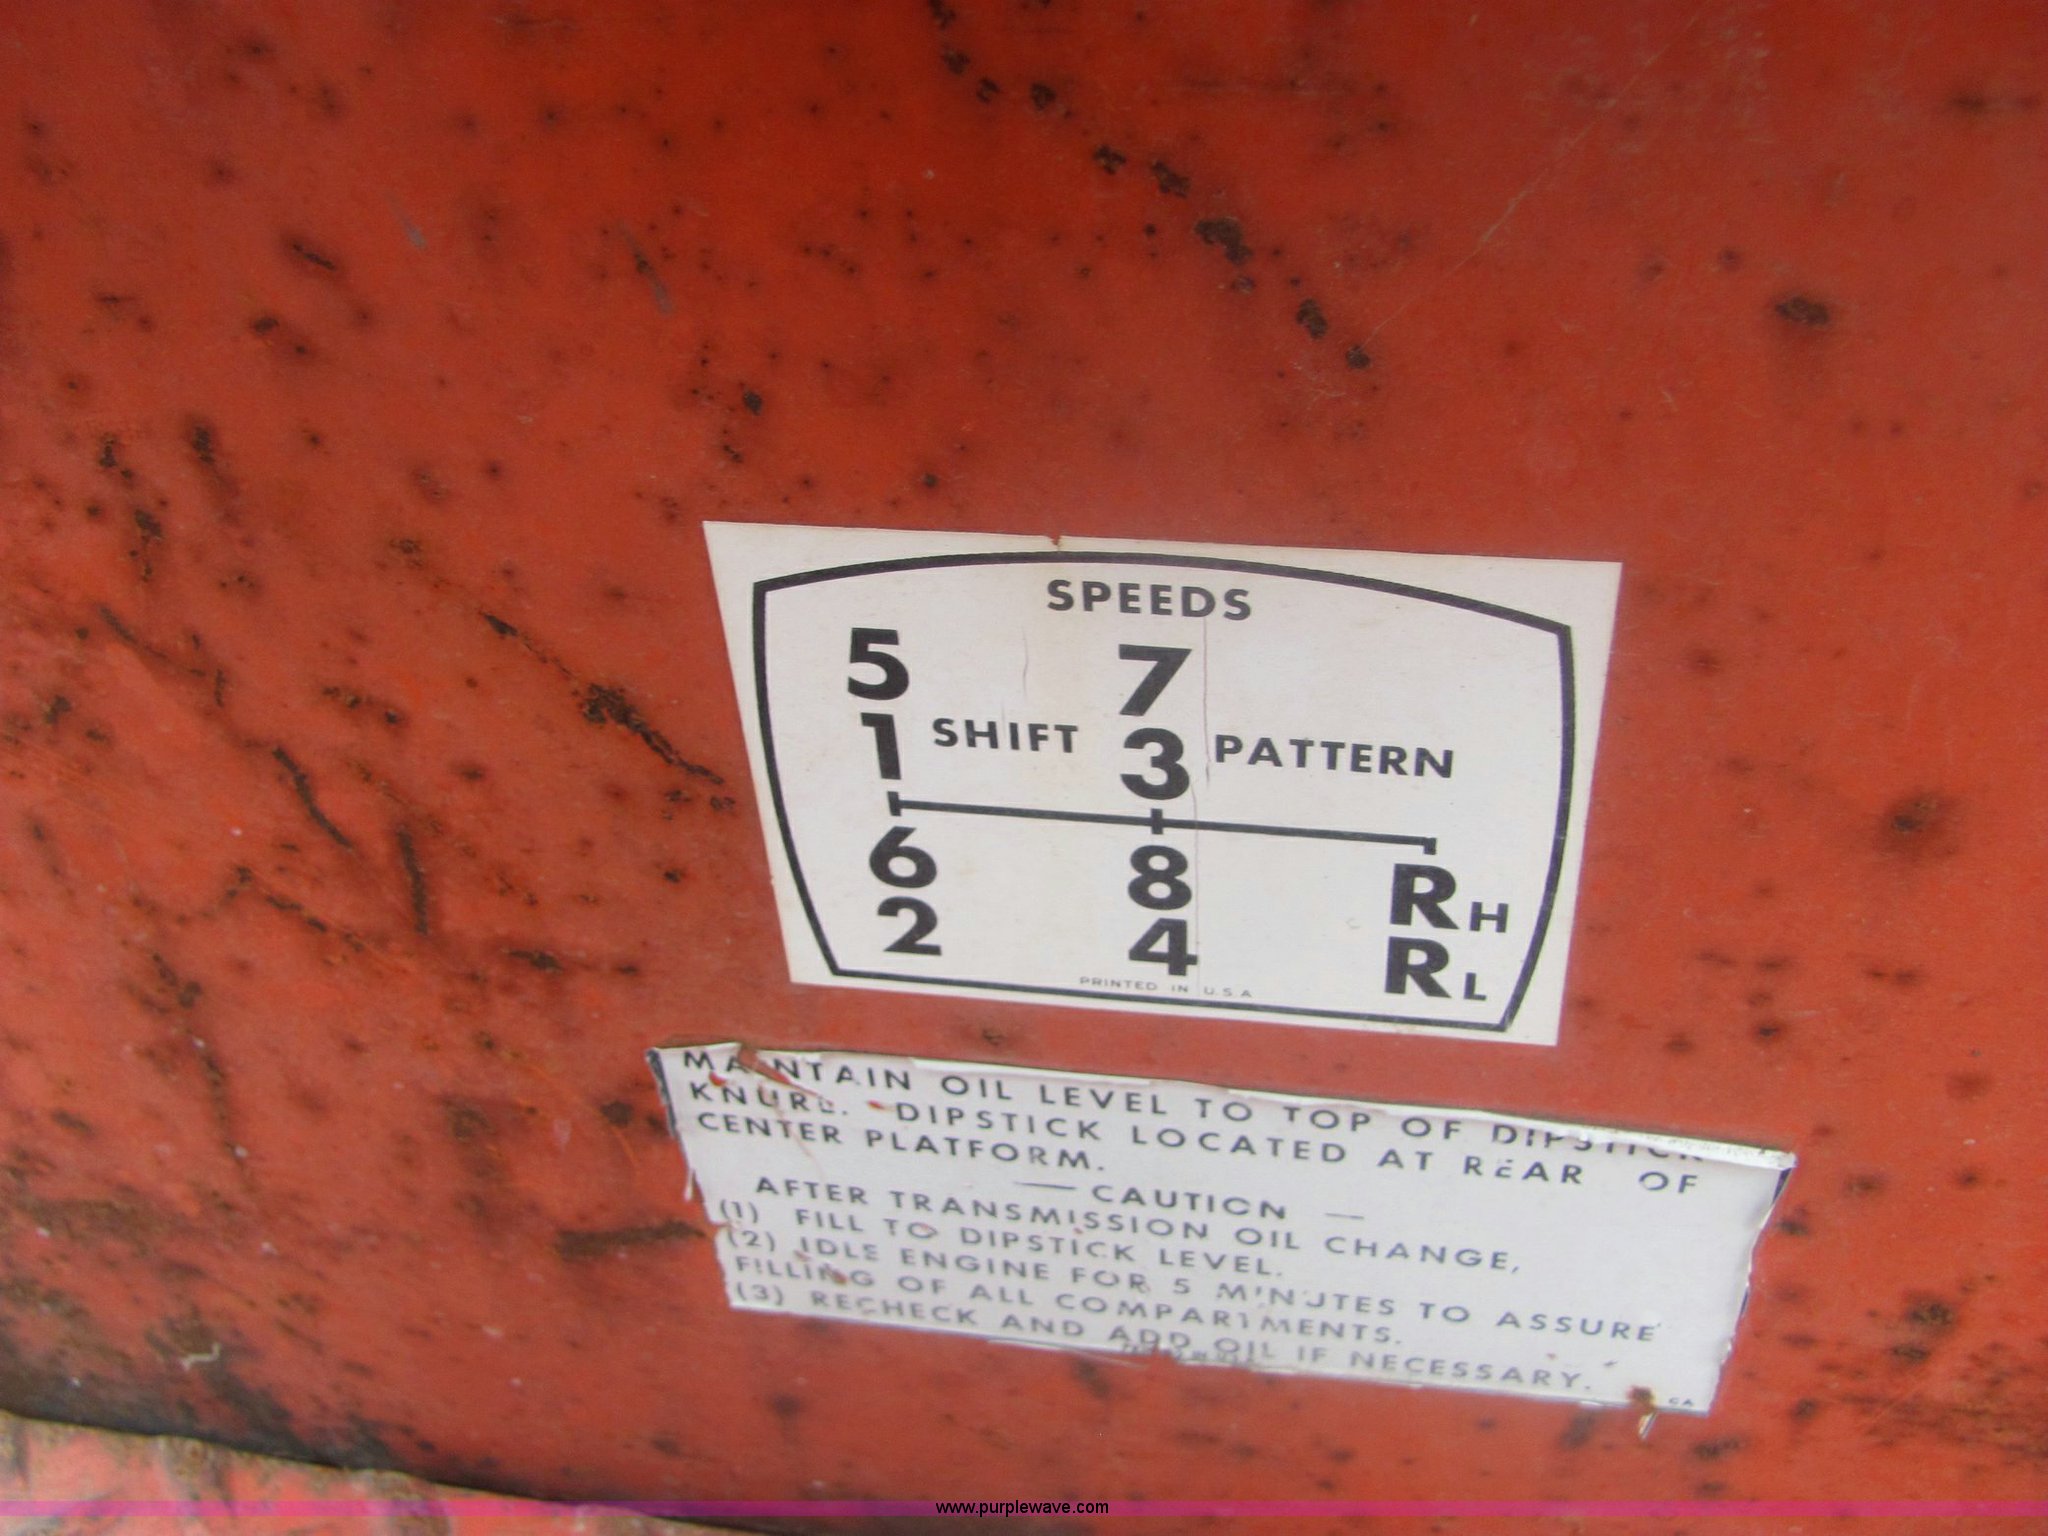 SPEEDS
5 7
1 SHIFT 3 PATTERN
6 8 RH
2 4 RL
PRINTED IN U.S.A
MAINTAIN OIL LEVEL TO TOP OF DIPSTICK
KNURL. DIPSTICK LOCATED AT REAR OF
CENTER PLATFORM.
— CAUTION —
AFTER TRANSMISSION OIL CHANGE,
(1) FILL TO DIPSTICK LEVEL.
(2) IDLE ENGINE FOR 5 MINUTES TO ASSURE
FILLING OF ALL COMPARTMENTS.
(3) RECHECK AND ADD OIL IF NECESSARY.
CA
www.purplewave.com